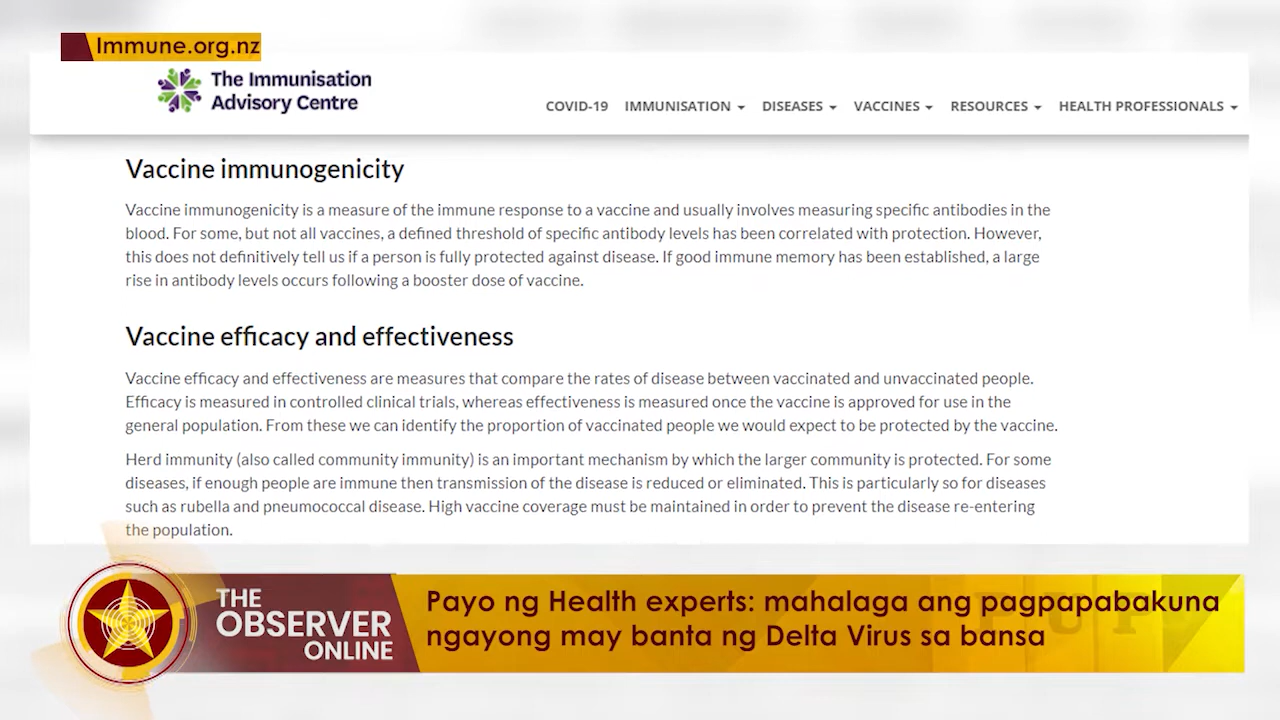 Immune.org.nz
The Immunisation
Advisory Centre
COVID-19 IMMUNISATION DISEASES VACCINES RESOURCES HEALTH PROFESSIONALS
Vaccine immunogenicity
Vaccine immunogenicity is a measure of the immune response to a vaccine and usually involves measuring specific antibodies in the
blood. For some, but not all vaccines, a defined threshold of specific antibody levels has been correlated with protection. However,
this does not definitively tell us if a person is fully protected against disease. If good immune memory has been established, a large
rise in antibody levels occurs following a booster dose of vaccine.
Vaccine efficacy and effectiveness
Vaccine efficacy and effectiveness are measures that compare the rates of disease between vaccinated and unvaccinated people.
Efficacy is measured in controlled clinical trials, whereas effectiveness is measured once the vaccine is approved for use in the
general population. From these we can identify the proportion of vaccinated people we would expect to be protected by the vaccine.
Herd immunity (also called community immunity) is an important mechanism by which the larger community is protected. For some
diseases, if enough people are immune then transmission of the disease is reduced or eliminated. This is particularly so for diseases
such as rubella and pneumococcal disease. High vaccine coverage must be maintained in order to prevent the disease re-entering
the population.
THE
OBSERVER
ONLINE
Payo ng Health experts: mahalaga ang pagpapabakuna
ngayong may banta ng Delta Virus sa bansa
PUP